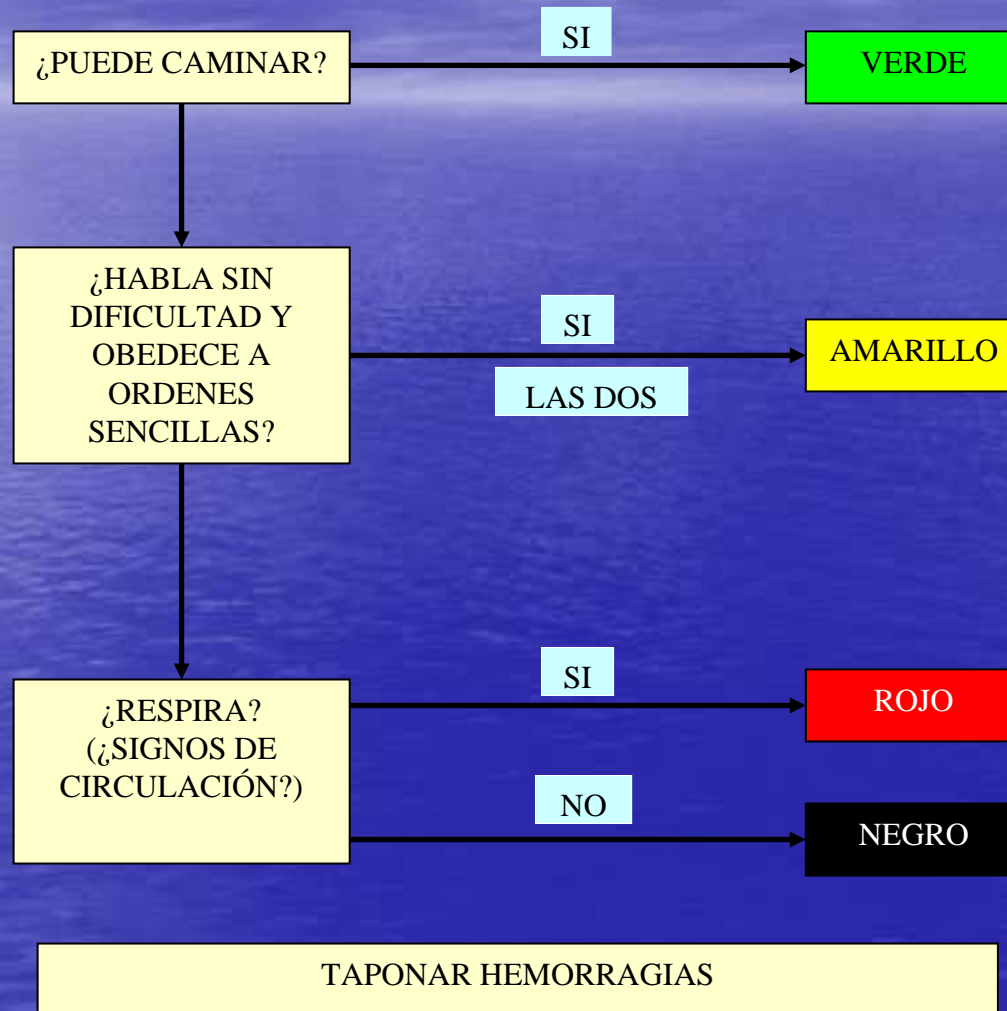 ¿PUEDE CAMINAR?
SI
VERDE
¿HABLA SIN
DIFICULTAD Y
OBEDECE A
ORDENES
SENCILLAS?
SI
LAS DOS
AMARILLO
¿RESPIRA?
(¿SIGNOS DE
CIRCULACIÓN?)
SI
ROJO
NO
NEGRO
TAPONAR HEMORRAGIAS